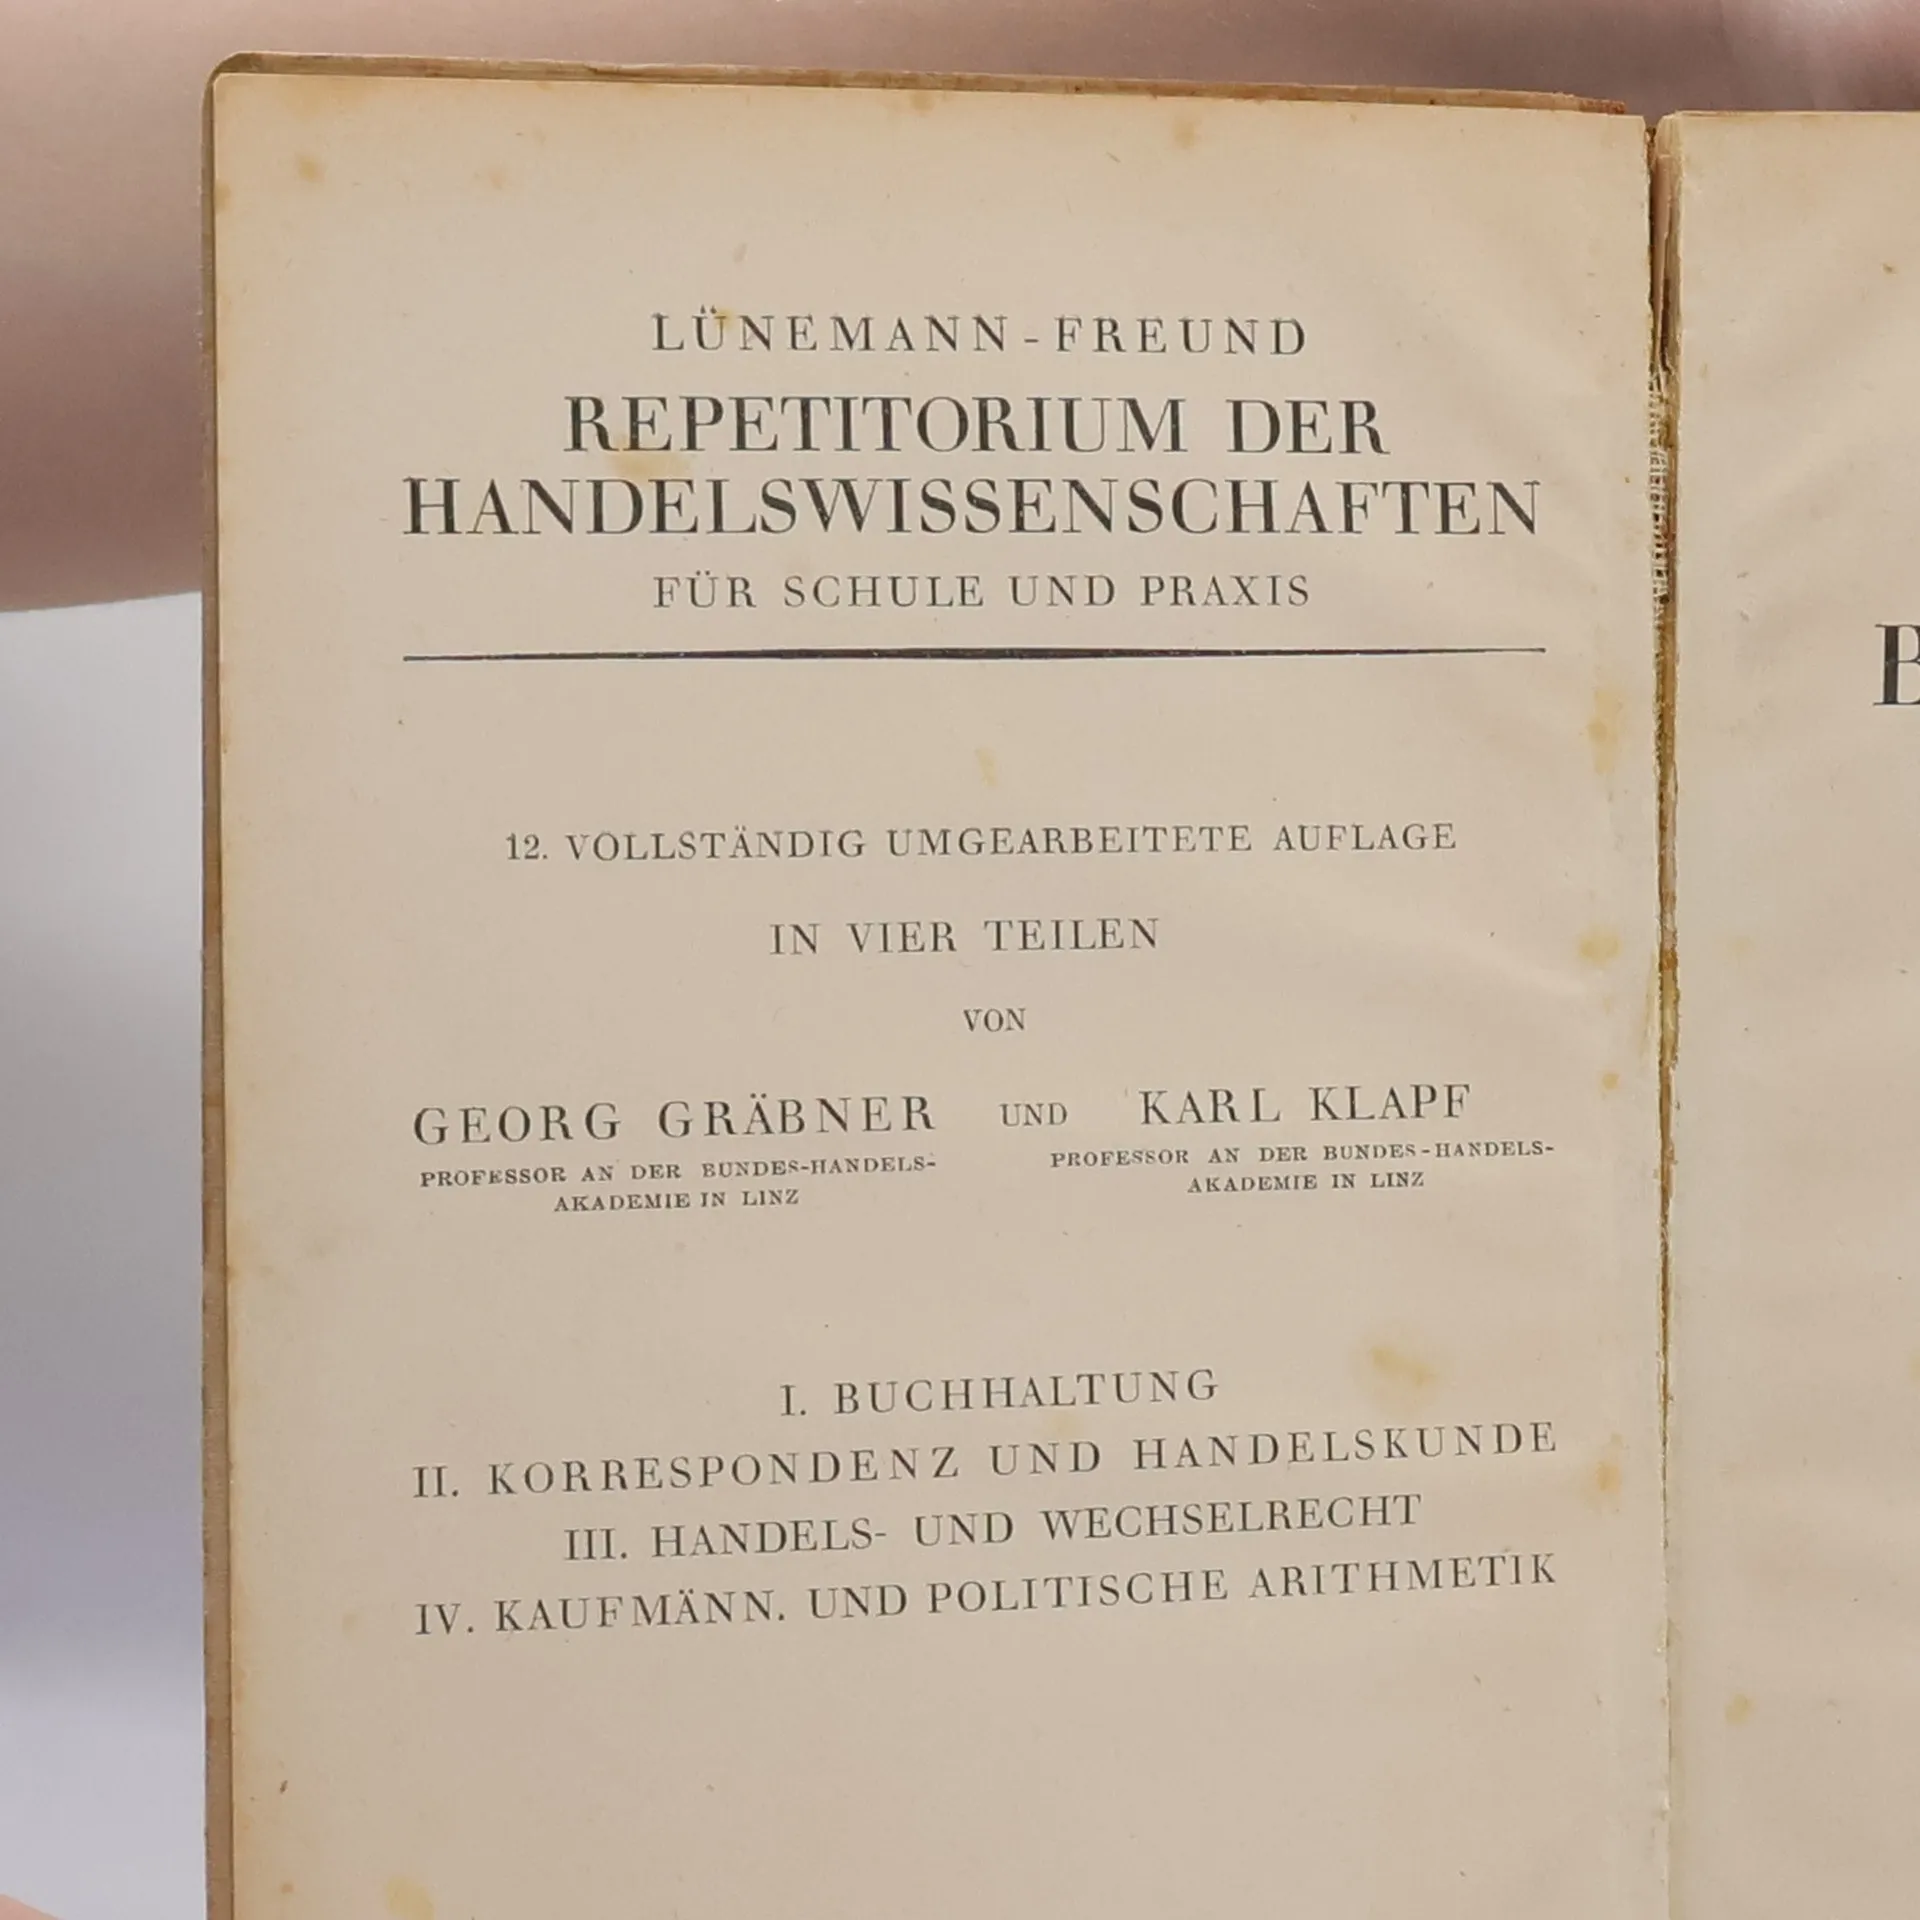 LÜNEMANN-FREUND
REPETITORIUM DER
HANDELSWISSENSCHAFTEN
FÜR SCHULE UND PRAXIS
12. VOLLSTÄNDIG UMGEARBEITETE AUFLAGE
IN VIER TEILEN
VON
GEORG GRÄBNER UND KARL KLAPF
PROFESSOR AN DER BUNDES-HANDELS-
AKADEMIE IN LINZ
PROFESSOR AN DER BUNDES-HANDELS-
AKADEMIE IN LINZ
I. BUCHHALTUNG
II. KORRESPONDENZ UND HANDELSKUNDE
III. HANDELS- UND WECHSELRECHT
IV. KAUFMÄNN. UND POLITISCHE ARITHMETIK